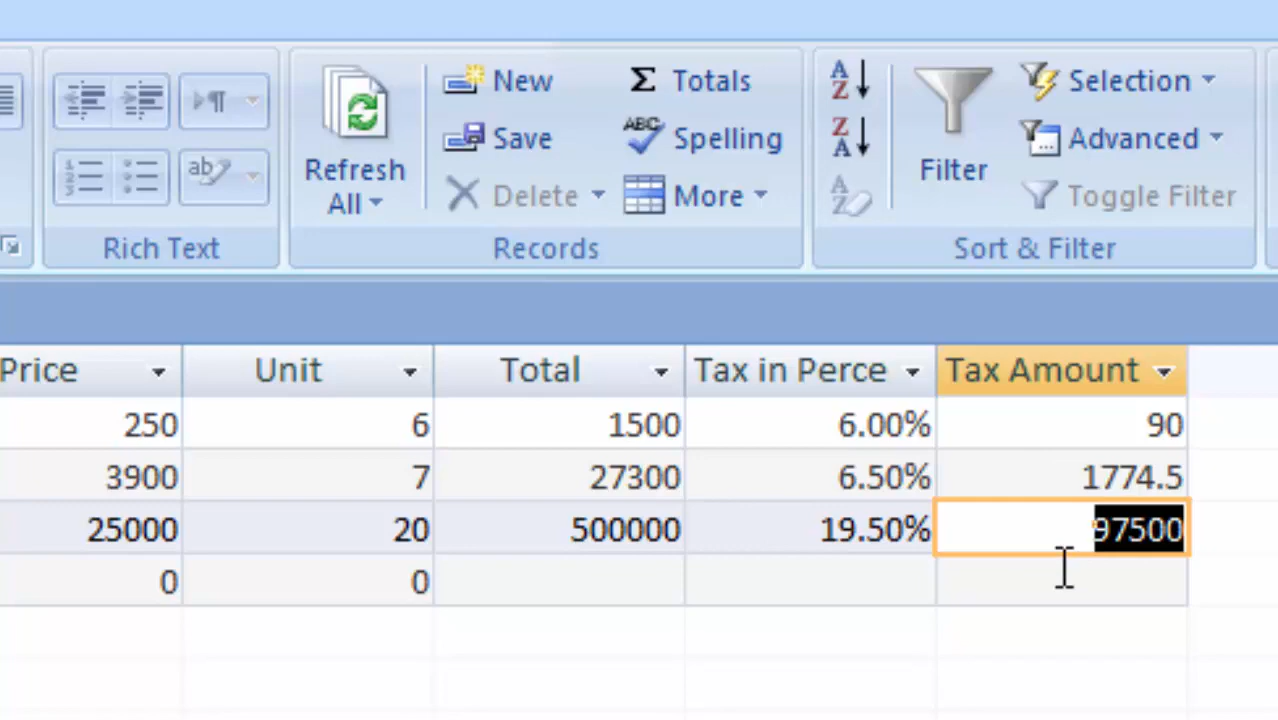 New Σ Totals A Z Selection
Save ABC Spelling Z A Advanced
Refresh All Delete More A Z Filter Toggle Filter
Rich Text Records Sort & Filter
Price Unit Total Tax in Perce Tax Amount
250 6 1500 6.00% 90
3900 7 27300 6.50% 1774.5
25000 20 500000 19.50% 97500
0 0